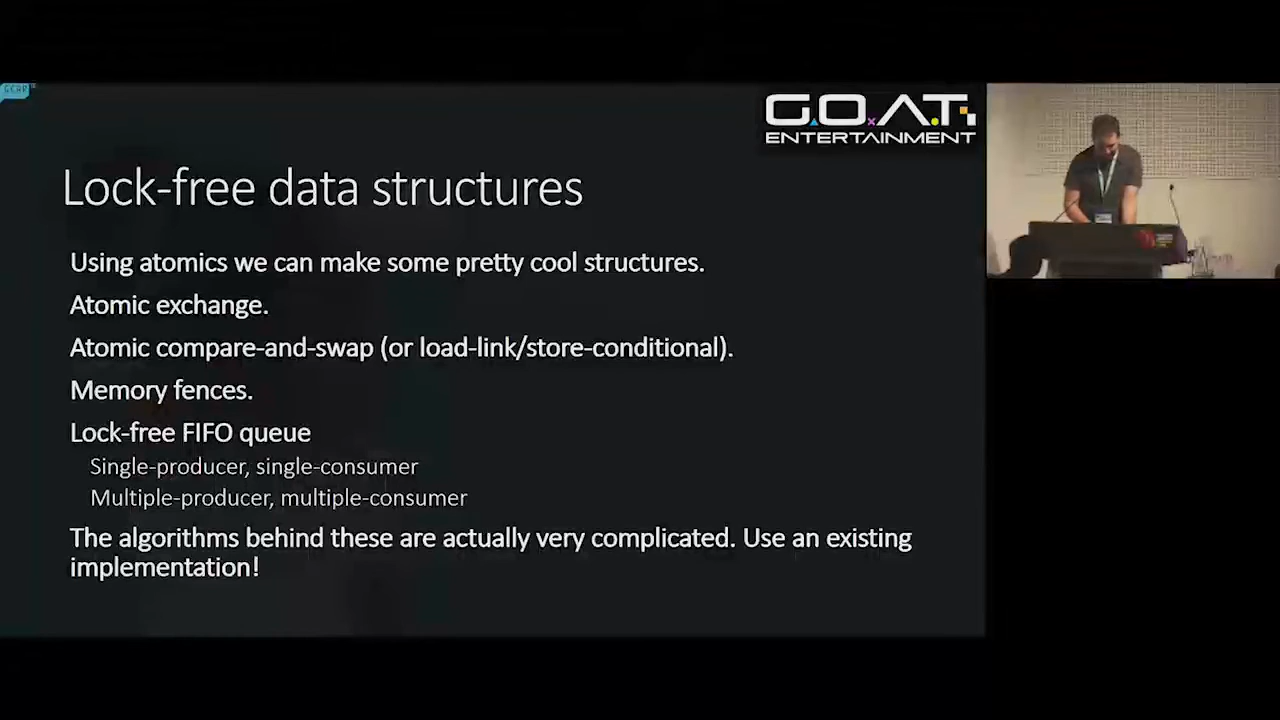 G.O.A.T.
ENTERTAINMENT
Lock-free data structures
Using atomics we can make some pretty cool structures.
Atomic exchange.
Atomic compare-and-swap (or load-link/store-conditional).
Memory fences.
Lock-free FIFO queue
Single-producer, single-consumer
Multiple-producer, multiple-consumer
The algorithms behind these are actually very complicated. Use an existing
implementation!